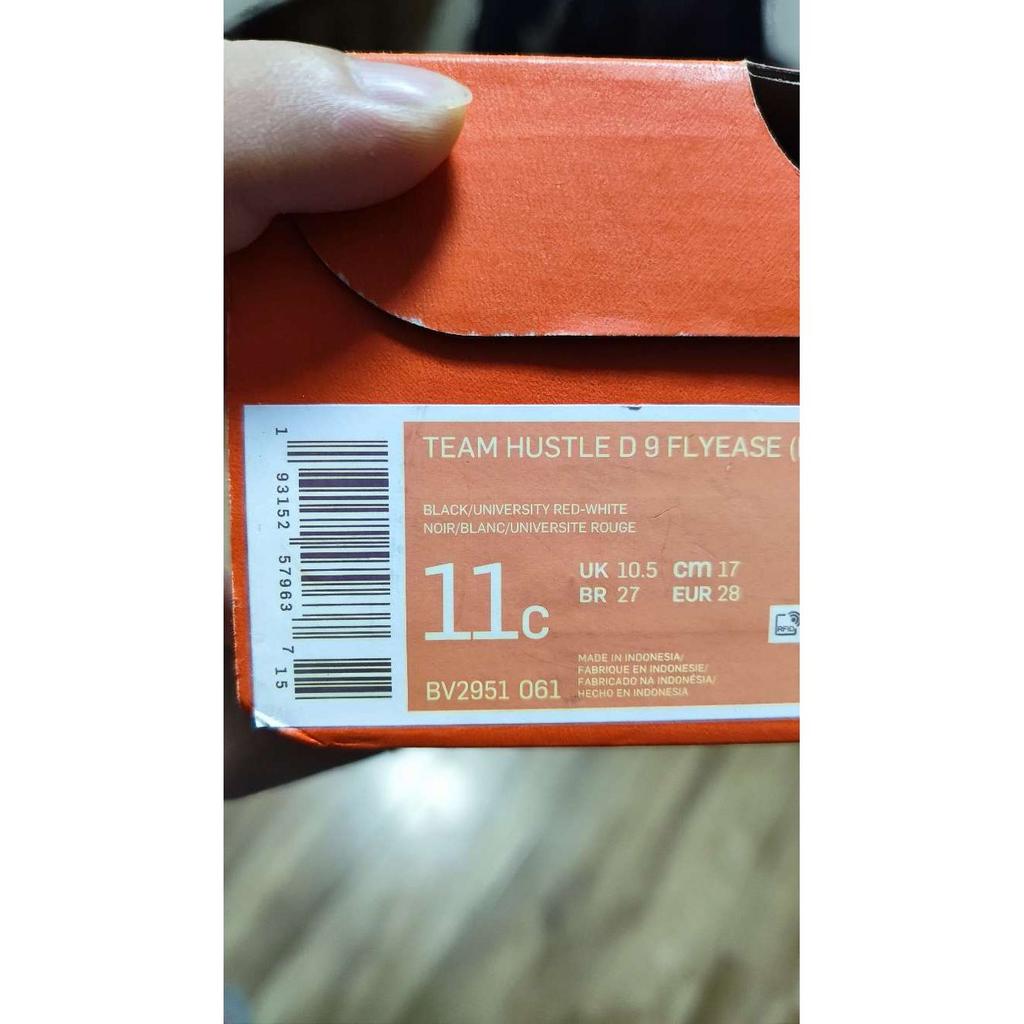 1
93152
57963
7
15
TEAM HUSTLE D 9 FLYEASE (
BLACK/UNIVERSITY RED-WHITE
NOIR/BLANC/UNIVERSITE ROUGE
11c
UK 10.5 cm 17
BR 27 EUR 28
RFID
MADE IN INDONESIA/
FABRIQUE EN INDONESIE/
FABRICADO NA INDONÉSIA/
HECHO EN INDONESIA
BV2951 061